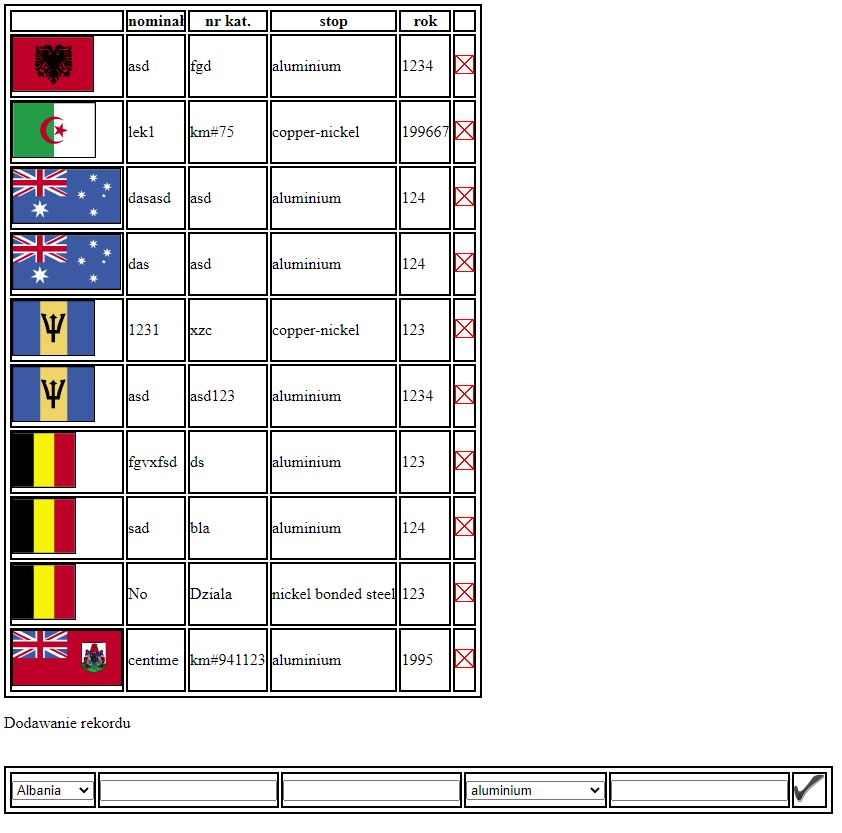 nominał nr kat. stop rok
asd fgd aluminium 1234
lek1 km#75 copper-nickel 199667
dasasd asd aluminium 124
das asd aluminium 124
1231 xzc copper-nickel 123
asd asd123 aluminium 1234
fgvxfsd ds aluminium 123
sad bla aluminium 124
No Dziala nickel bonded steel 123
centime km#941123 aluminium 1995
Dodawanie rekordu
Albania aluminium